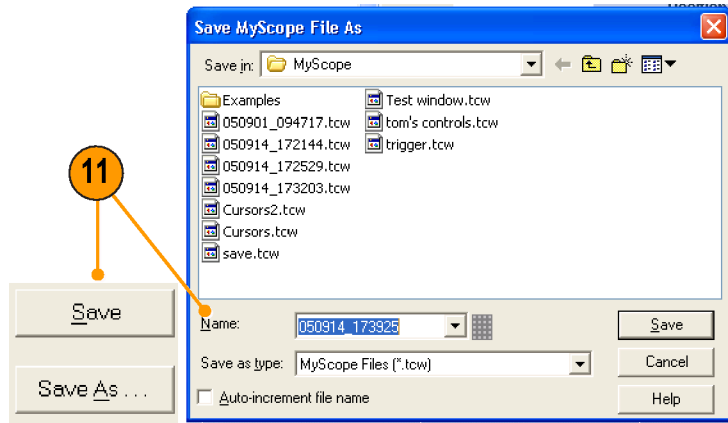 Save MyScope File As
Save in: MyScope
Examples
050901_094717.tcw
050914_172144.tcw
050914_172529.tcw
050914_173203.tcw
Cursors2.tcw
Cursors.tcw
save.tcw
Test window.tcw
tom's controls.tcw
trigger.tcw
11
Save
Save As . . .
Name: 050914_173925 Save
Save as type: MyScope Files (*.tcw) Cancel
Auto-increment file name Help